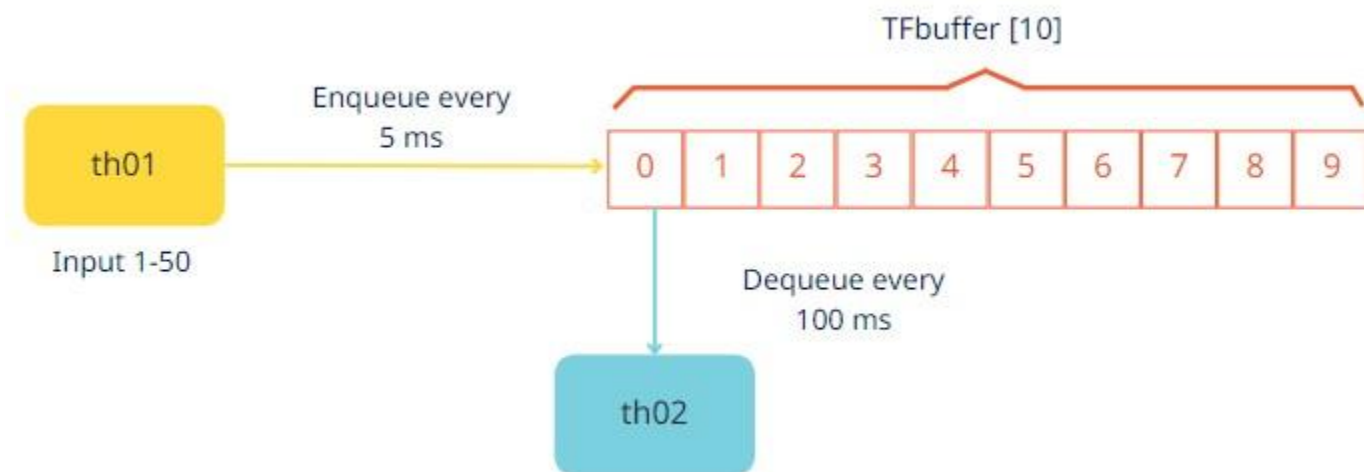 TFbuffer [10]
Enqueue every
5 ms
th01
0 1 2 3 4 5 6 7 8 9
Input 1-50
Dequeue every
100 ms
th02